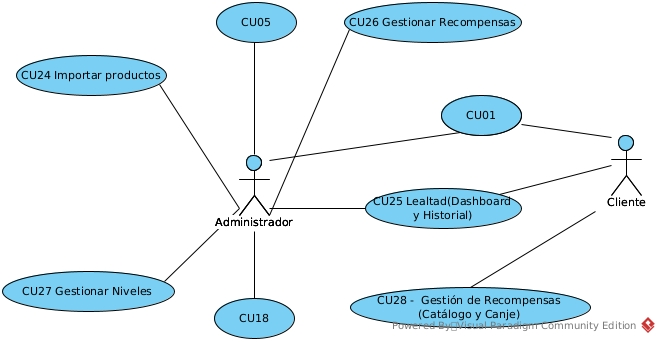 CU05
CU26 Gestionar Recompensas
CU24 Importar productos
CU01
CU25 Lealtad(Dashboard
y Historial)
Cliente
Administrador
CU27 Gestionar Niveles
CU28 - Gestión de Recompensas
(Catálogo y Canje)
CU18
Powered By Visual Paradigm Community Edition